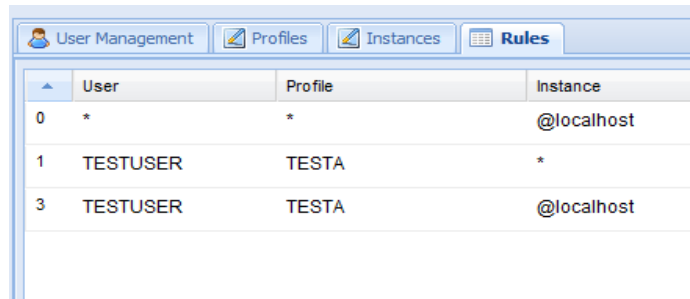 User Management Profiles Instances Rules
User Profile Instance
0 * * @localhost
1 TESTUSER TESTA *
3 TESTUSER TESTA @localhost